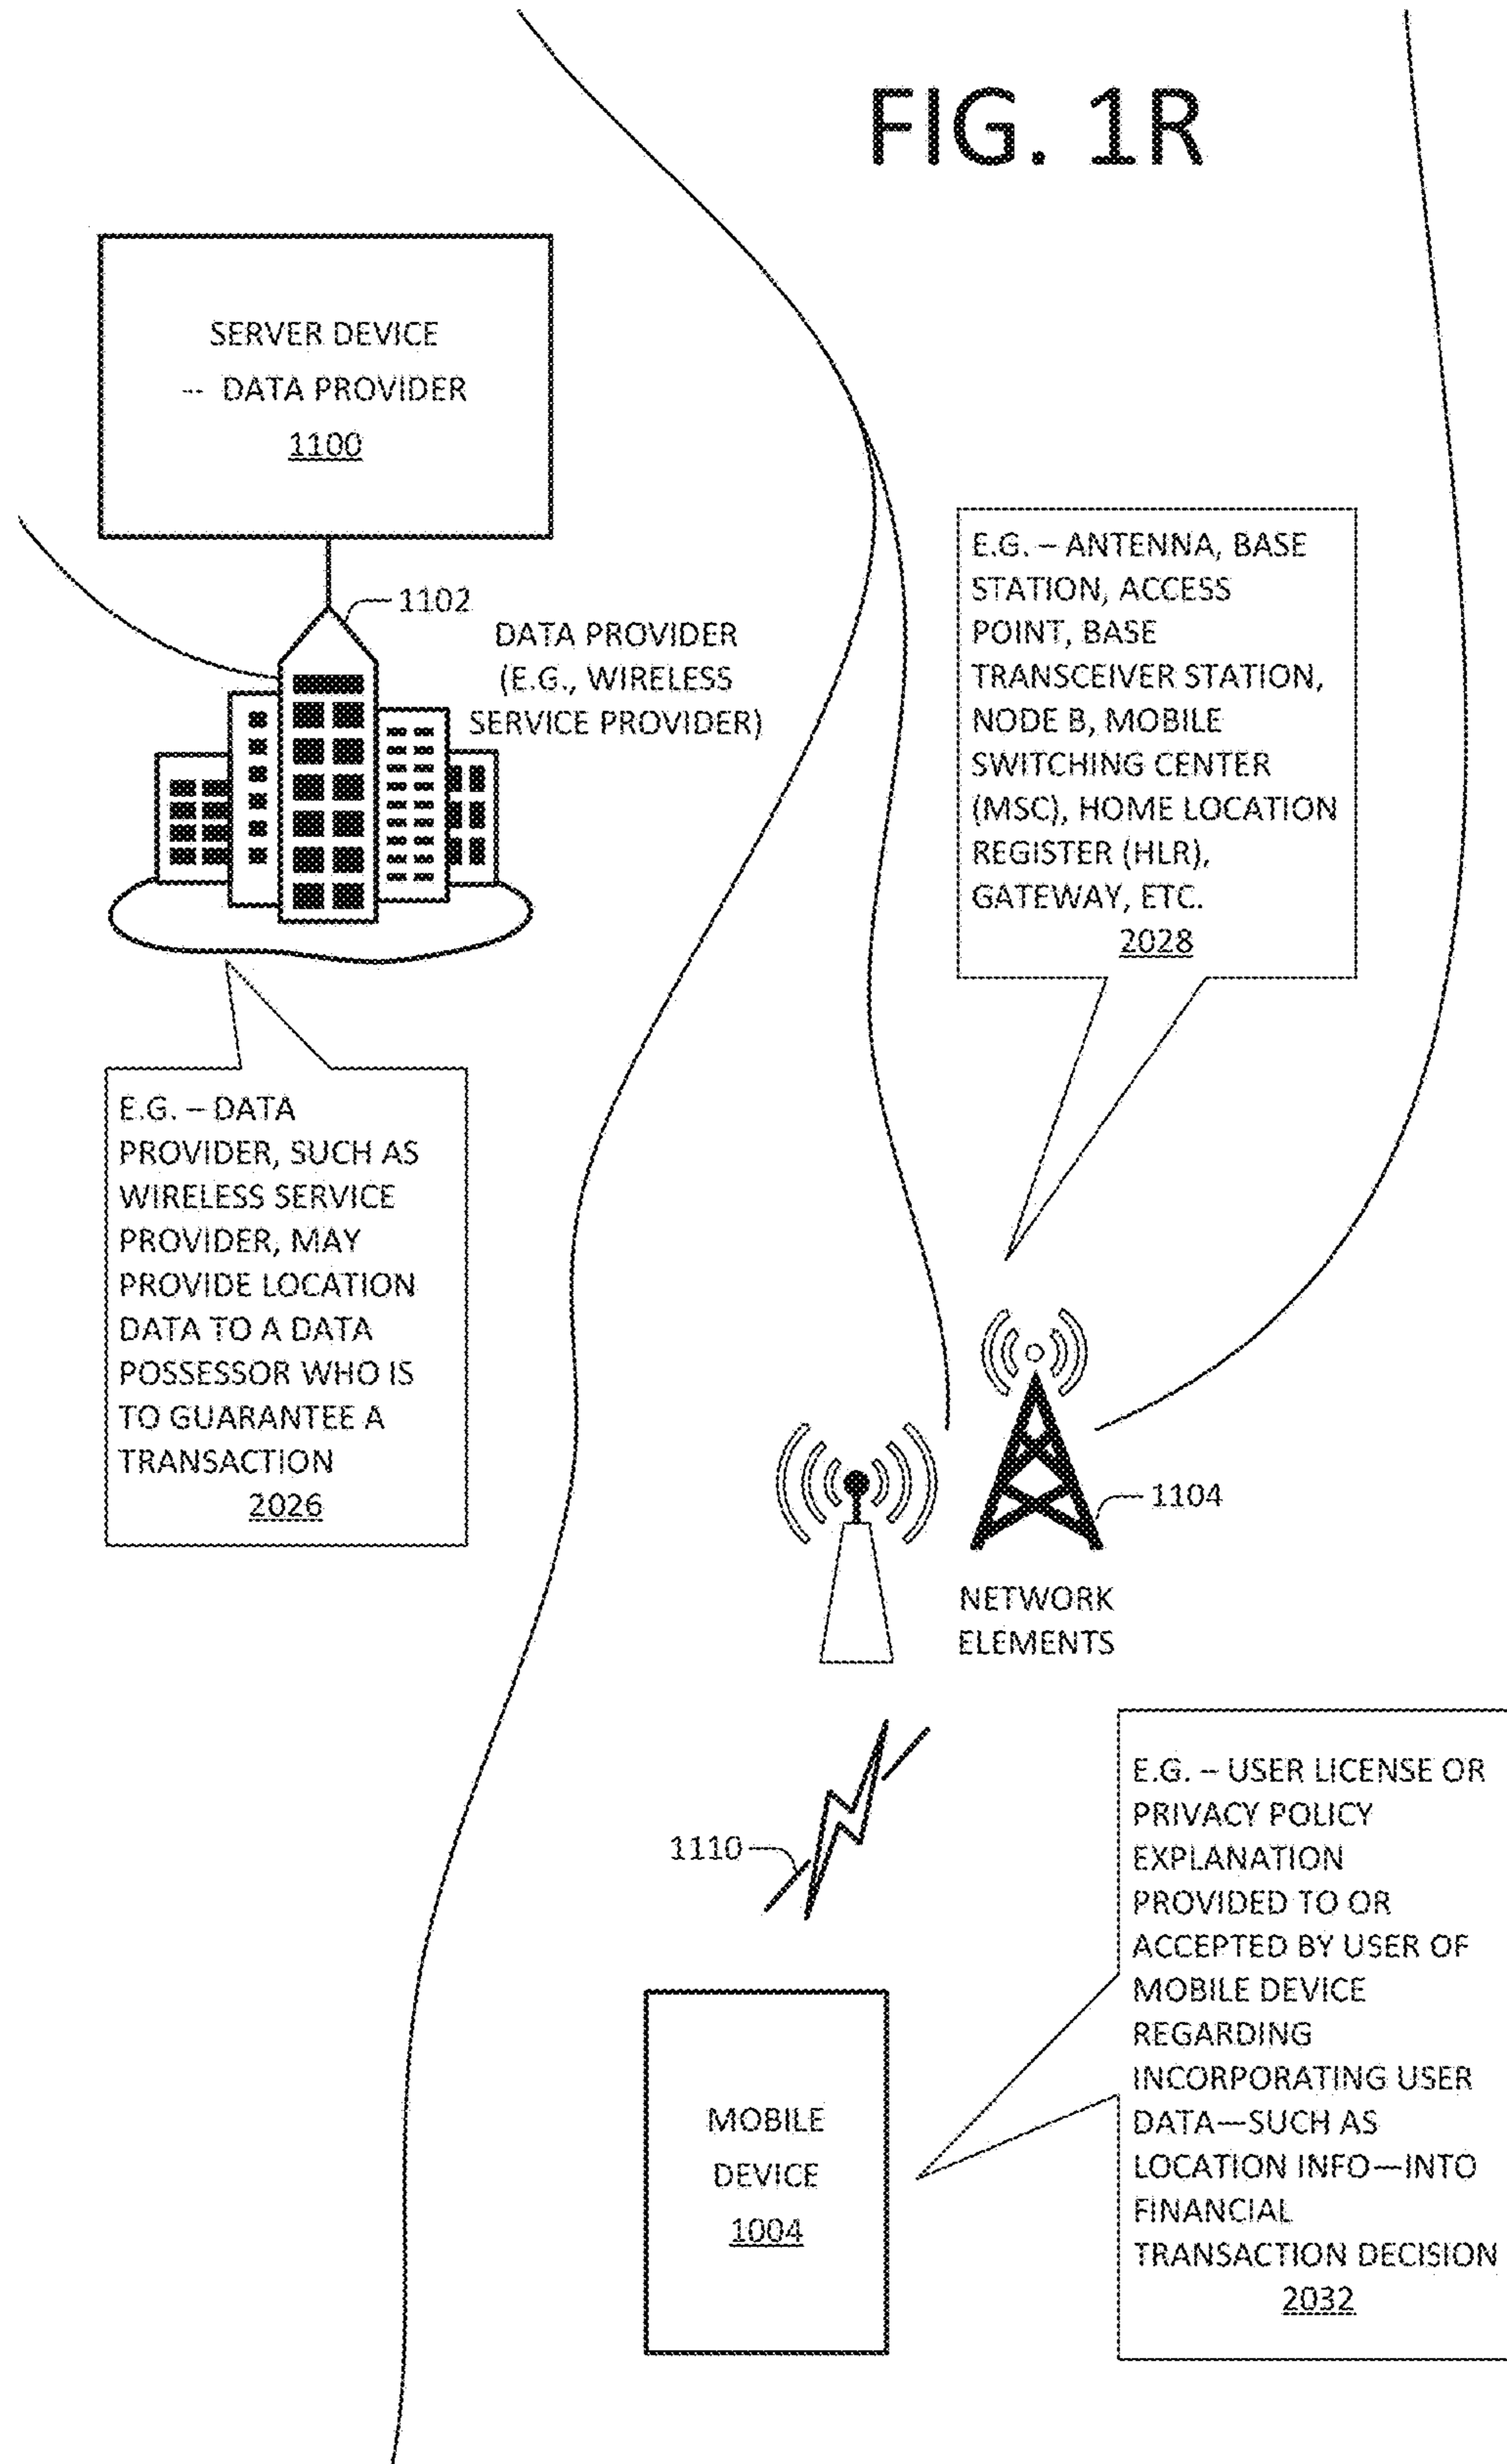 FIG. 1R
SERVER DEVICE
-- DATA PROVIDER
1100
1102
DATA PROVIDER
(E.G., WIRELESS
SERVICE PROVIDER)
E.G. – ANTENNA, BASE
STATION, ACCESS
POINT, BASE
TRANSCEIVER STATION,
NODE B, MOBILE
SWITCHING CENTER
(MSC), HOME LOCATION
REGISTER (HLR),
GATEWAY, ETC.
2028
E.G. – DATA
PROVIDER, SUCH AS
WIRELESS SERVICE
PROVIDER, MAY
PROVIDE LOCATION
DATA TO A DATA
POSSESSOR WHO IS
TO GUARANTEE A
TRANSACTION
2026
1104
NETWORK
ELEMENTS
1110
MOBILE
DEVICE
1004
E.G. – USER LICENSE OR
PRIVACY POLICY
EXPLANATION
PROVIDED TO OR
ACCEPTED BY USER OF
MOBILE DEVICE
REGARDING
INCORPORATING USER
DATA—SUCH AS
LOCATION INFO—INTO
FINANCIAL
TRANSACTION DECISION
2032